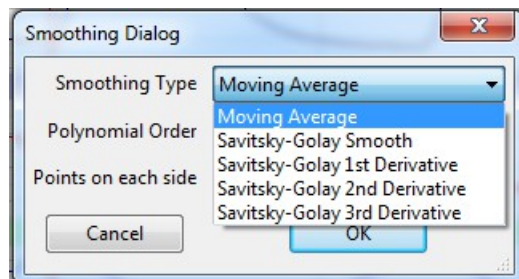 Smoothing Dialog
x
Smoothing Type Moving Average
Moving Average
Polynomial Order
Savitsky-Golay Smooth
Savitsky-Golay 1st Derivative
Points on each side
Savitsky-Golay 2nd Derivative
Savitsky-Golay 3rd Derivative
Cancel
OK